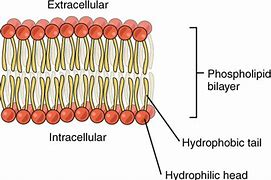 Extracellular
Phospholipid
bilayer
Intracellular
Hydrophobic tail
Hydrophilic head